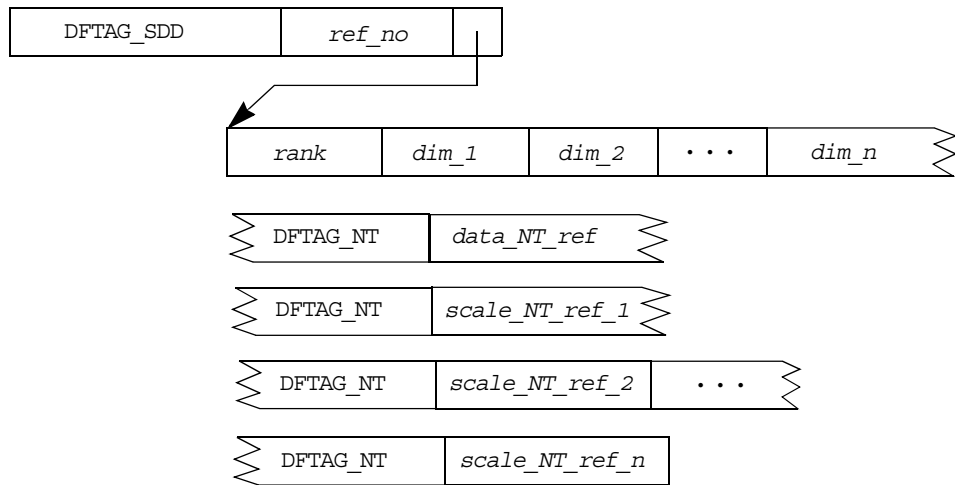 DFTAG_SDD ref_no
rank dim_1 dim_2 · · · dim_n
DFTAG_NT data_NT_ref
DFTAG_NT scale_NT_ref_1
DFTAG_NT scale_NT_ref_2 · · ·
DFTAG_NT scale_NT_ref_n